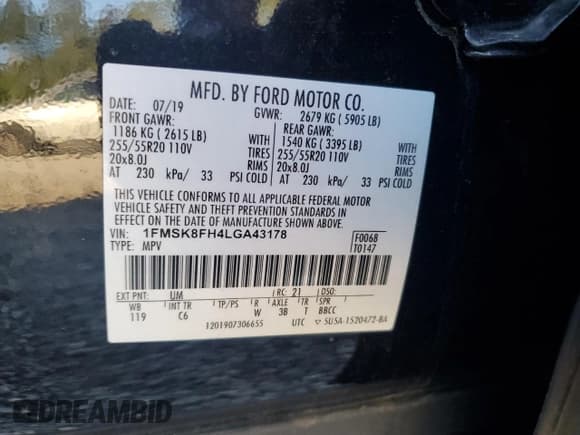 MFD. BY FORD MOTOR CO.
DATE: 07/19 GVWR: 2679 KG ( 5905 LB)
FRONT GAWR: REAR GAWR:
1186 KG ( 2615 LB) WITH 1540 KG ( 3395 LB) WITH
255/55R20 110V TIRES 255/55R20 110V TIRES
20x8.0J RIMS 20x8.0J RIMS
AT 230 kPa/ 33 PSI COLD AT 230 kPa/ 33 PSI COLD
THIS VEHICLE CONFORMS TO ALL APPLICABLE FEDERAL MOTOR
VEHICLE SAFETY AND THEFT PREVENTION STANDARDS IN
EFFECT ON THE DATE OF MANUFACTURE SHOWN ABOVE.
VIN: 1FMSK8FH4LGA43178 F0068
TYPE: MPV T0147
EXT PNT: UM RC: 21 DSO:
WB INT TR TP/PS R AXLE TR SPR
119 C6 W 3B T BBCC
1201907306655 UTC ▽ 5U5A-1520472-BA
DREAMBID